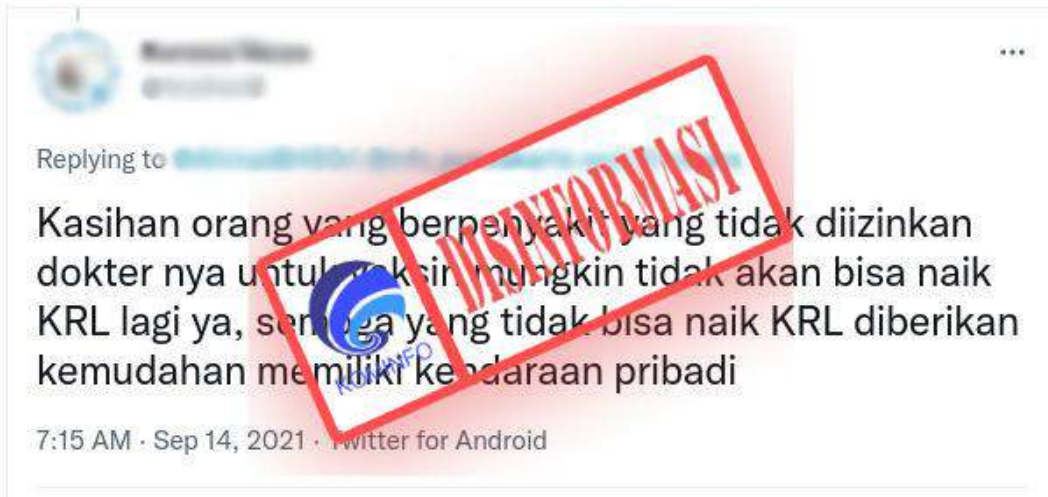 Replying to
Kasihan orang yang berpenyakit yang tidak diizinkan
dokter nya untuk vaksin mungkin tidak akan bisa naik
KRL lagi ya, semoga yang tidak bisa naik KRL diberikan
kemudahan memiliki kendaraan pribadi
DISINFORMASI
KOMINFO
7:15 AM · Sep 14, 2021 · Twitter for Android